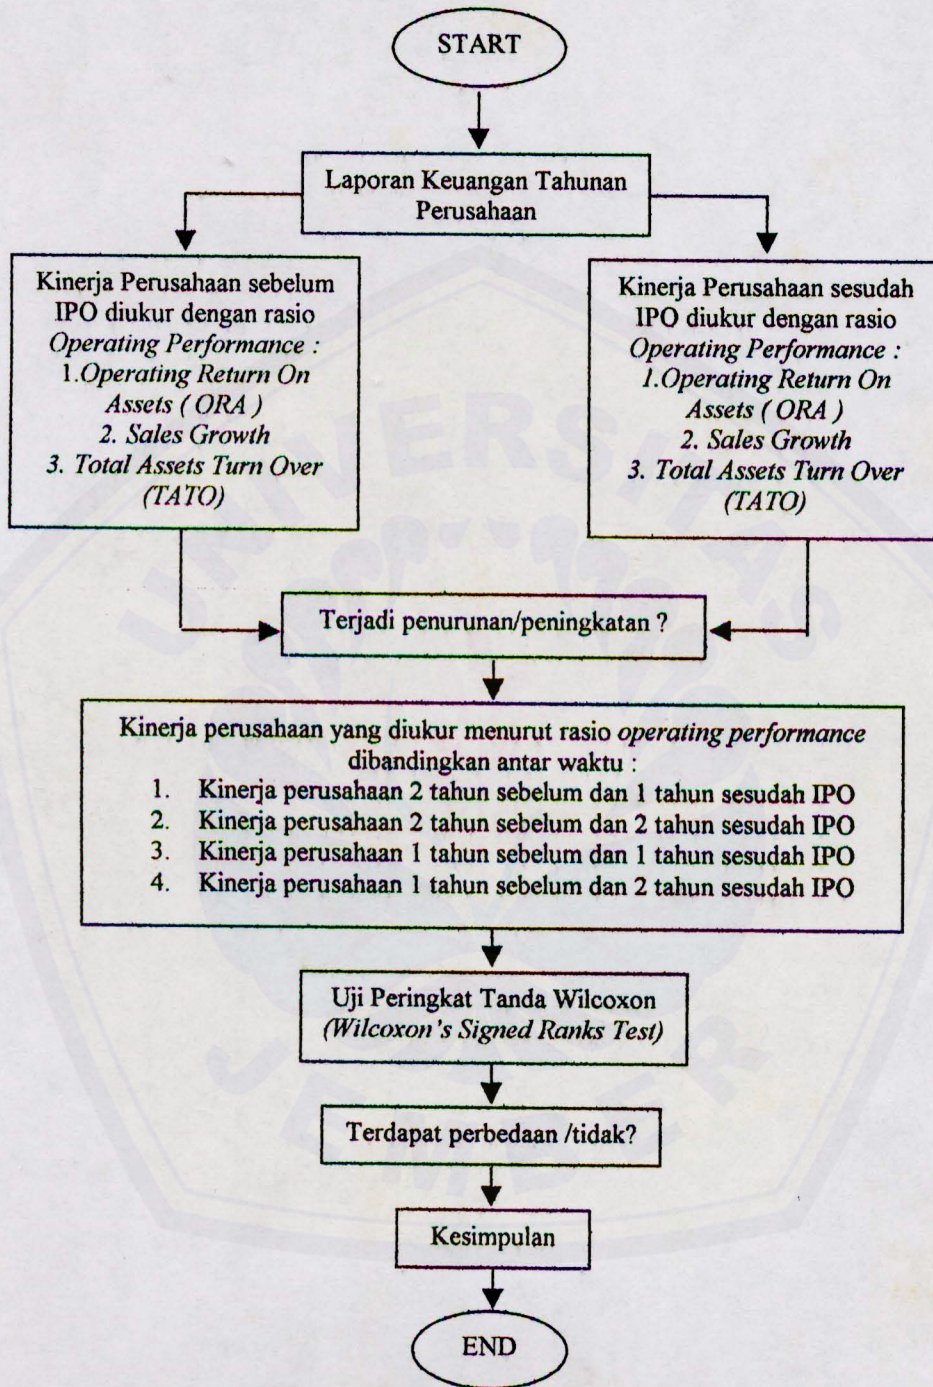 START
Laporan Keuangan Tahunan
Perusahaan
Kinerja Perusahaan sebelum
IPO diukur dengan rasio
Operating Performance :
1.Operating Return On
Assets ( ORA )
2. Sales Growth
3. Total Assets Turn Over
(TATO)
Kinerja Perusahaan sesudah
IPO diukur dengan rasio
Operating Performance :
1.Operating Return On
Assets ( ORA )
2. Sales Growth
3. Total Assets Turn Over
(TATO)
Terjadi penurunan/peningkatan ?
Kinerja perusahaan yang diukur menurut rasio operating performance
dibandingkan antar waktu :
1. Kinerja perusahaan 2 tahun sebelum dan 1 tahun sesudah IPO
2. Kinerja perusahaan 2 tahun sebelum dan 2 tahun sesudah IPO
3. Kinerja perusahaan 1 tahun sebelum dan 1 tahun sesudah IPO
4. Kinerja perusahaan 1 tahun sebelum dan 2 tahun sesudah IPO
Uji Peringkat Tanda Wilcoxon
(Wilcoxon's Signed Ranks Test)
Terdapat perbedaan /tidak?
Kesimpulan
END
UNIVERSITAS
JEMBER